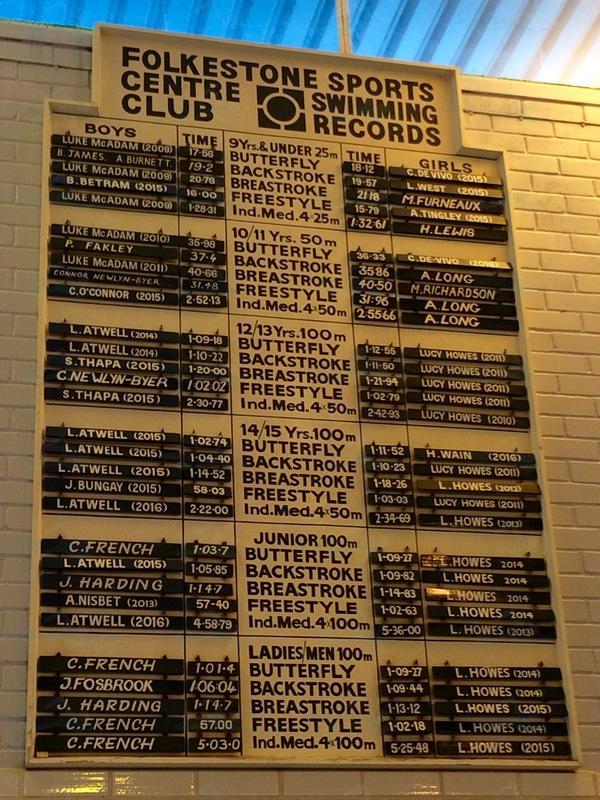 FOLKESTONE SPORTS
CENTRE SWIMMING
CLUB RECORDS
BOYS TIME 9Yrs.& UNDER 25m TIME GIRLS
LUKE McADAM (2009) 17·56 BUTTERFLY 18·12 C.DE·VIVO (2015)
B.JAMES. A BURNETT. 19·2 BACKSTROKE 19·57 L.WEST (2015)
LUKE McADAM (2009) 20·78 BREASTROKE 21/18 M.FURNEAUX
B.BETRAM (2015) 16·00 FREESTYLE 15·79 A.TINGLEY (2015)
LUKE McADAM (2009) 1·28·31 Ind.Med.4×25m 1·32·61 H.LEWIS
10/11 Yrs. 50m
LUKE McADAM (2010) 35·98 BUTTERFLY 36·33 C.DE·VIVO (2016)
P. FAKLEY 37·4 BACKSTROKE 35·86 A.LONG
LUKE McADAM (2011) 40·66 BREASTROKE 40·50 M.RICHARDSON
CONNOR NEWLYN-BYER 31.48 FREESTYLE 31·96 A.LONG
C.O'CONNOR (2015) 2·52·13 Ind.Med.4×50m 2·55·66 A.LONG
12/13Yrs.100m
L.ATWELL (2014) 1·09·18 BUTTERFLY 1·12·55 LUCY HOWES (2011)
L.ATWELL (2014) 1·10·22 BACKSTROKE 1·11·50 LUCY HOWES (2011)
S.THAPA (2015) 1·20·00 BREASTROKE 1·21·94 LUCY HOWES (2011)
C.NEWLYN-BYER 1·02·02 FREESTYLE 1·02·79 LUCY HOWES (2011)
S.THAPA (2015) 2·30·77 Ind.Med.4×50m 2·42·93 LUCY HOWES (2010)
14/15 Yrs.100m
L.ATWELL (2015) 1·02·74 BUTTERFLY 1·11·52 H.WAIN (2016)
L.ATWELL (2015) 1·04·40 BACKSTROKE 1·10·23 LUCY HOWES (2011)
L.ATWELL (2015) 1·14·52 BREASTROKE 1·18·26 L.HOWES (2013)
J.BUNGAY (2015) 58·03 FREESTYLE 1·03·03 LUCY HOWES (2011)
L.ATWELL (2016) 2·22·00 Ind.Med.4×50m 2·34·69 L.HOWES (2013)
JUNIOR 100m
C.FRENCH 1·03·7 BUTTERFLY 1·09·27 L.HOWES 2014
L.ATWELL (2015) 1·05·85 BACKSTROKE 1·09·82 L.HOWES 2014
J. HARDING 1·14·7 BREASTROKE 1·14·83 L.HOWES 2014
A.NISBET (2013) 57·40 FREESTYLE 1·02·63 L.HOWES 2014
L.ATWELL (2016) 4·58·79 Ind.Med.4×100m 5·36·00 L.HOWES (2013)
LADIES/MEN 100m
C.FRENCH 1·01·4 BUTTERFLY 1·09·27 L.HOWES (2014)
J.FOSBROOK 1·06·04 BACKSTROKE 1·09·44 L.HOWES (2014)
J. HARDING 1·14·7 BREASTROKE 1·13·12 L.HOWES (2015)
C.FRENCH 57.00 FREESTYLE 1·02·18 L.HOWES (2014)
C.FRENCH 5·03·0 Ind.Med.4×100m 5·25·48 L.HOWES (2015)